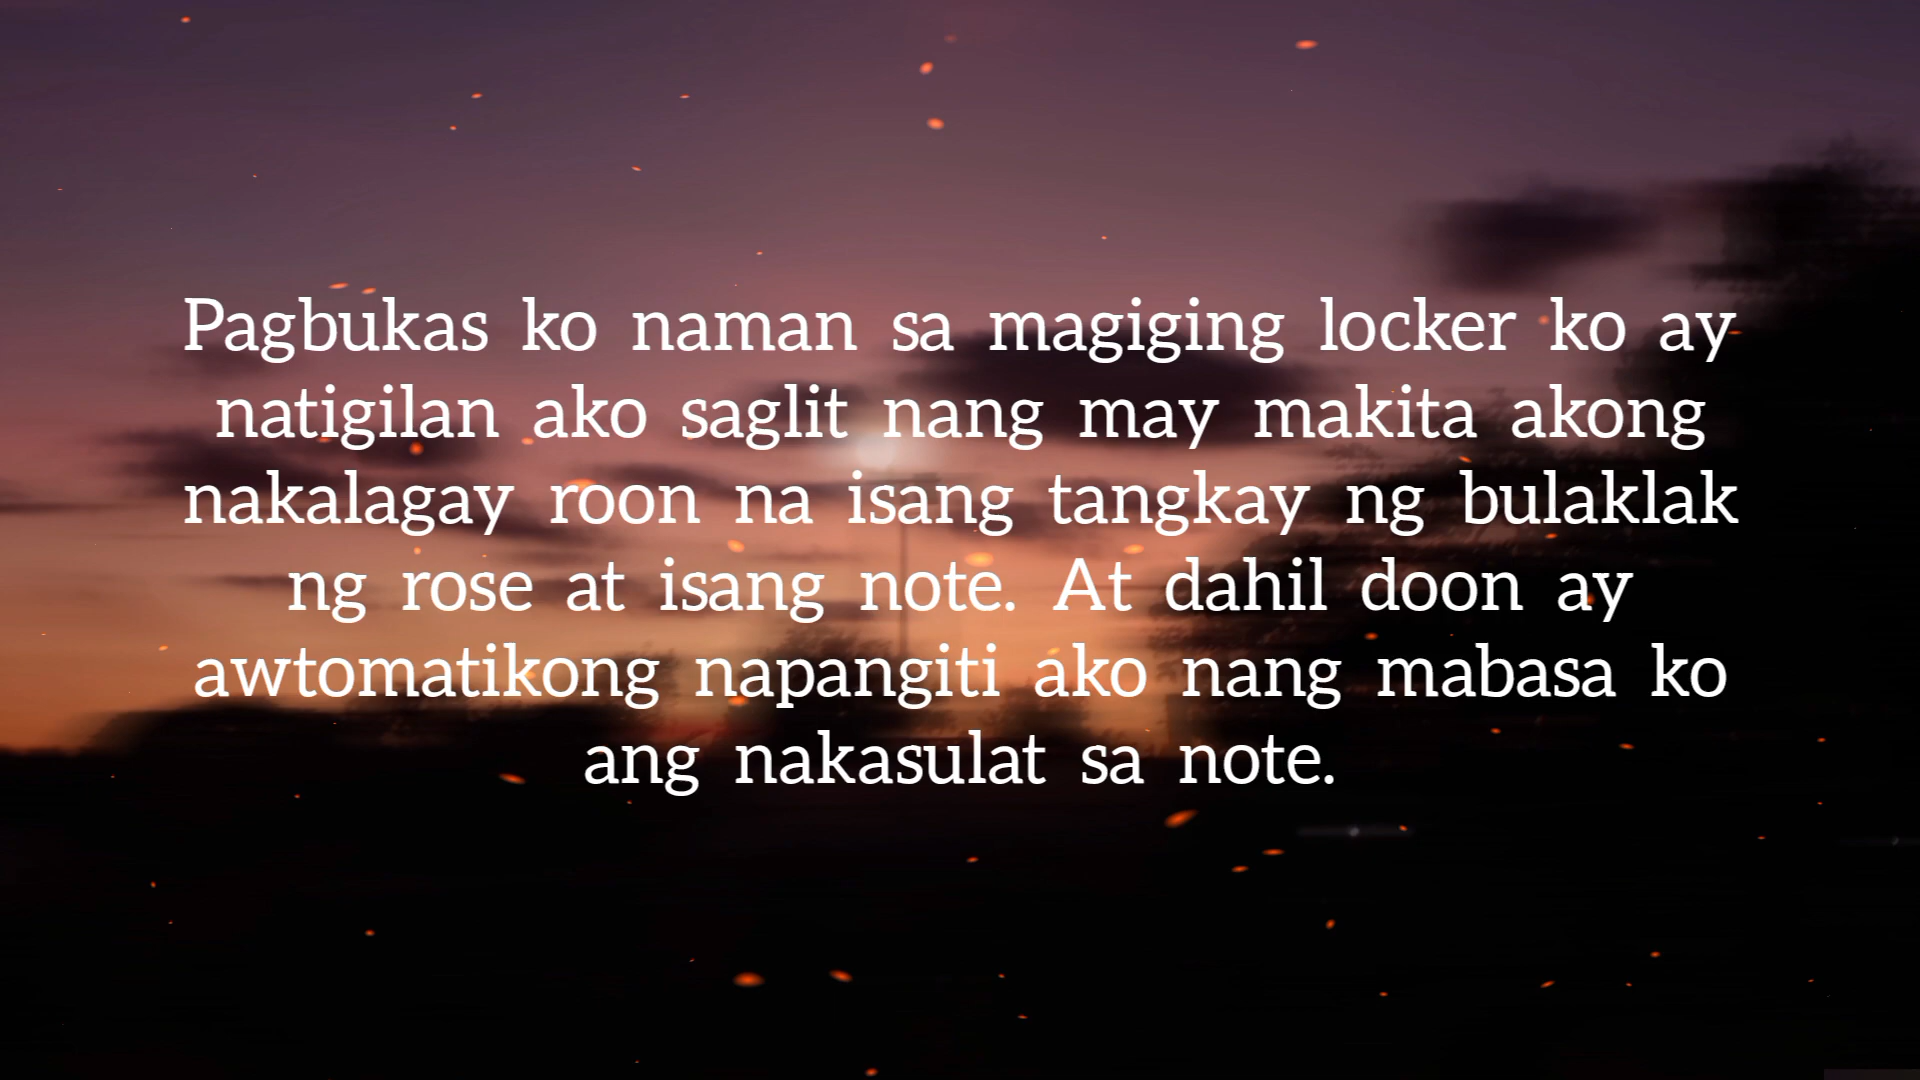 Pagbukas ko naman sa magiging locker ko ay
natigilan ako saglit nang may makita akong
nakalagay roon na isang tangkay ng bulaklak
ng rose at isang note. At dahil doon ay
awtomatikong napangiti ako nang mabasa ko
ang nakasulat sa note.